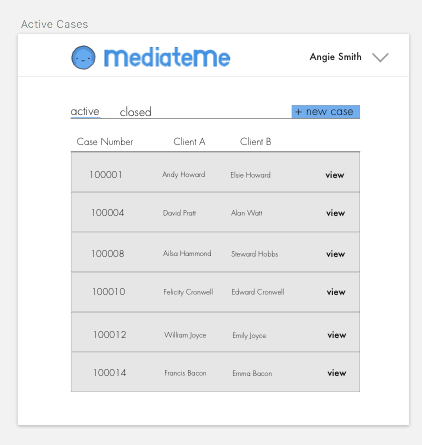 Active Cases
mediateme
Angie Smith
active closed + new case
Case Number Client A Client B
100001 Andy Howard Elsie Howard view
100004 David Pratt Alan Watt view
100008 Ailsa Hammond Steward Hobbs view
100010 Felicity Cronwell Edward Cronwell view
100012 William Joyce Emily Joyce view
100014 Francis Bacon Emma Bacon view